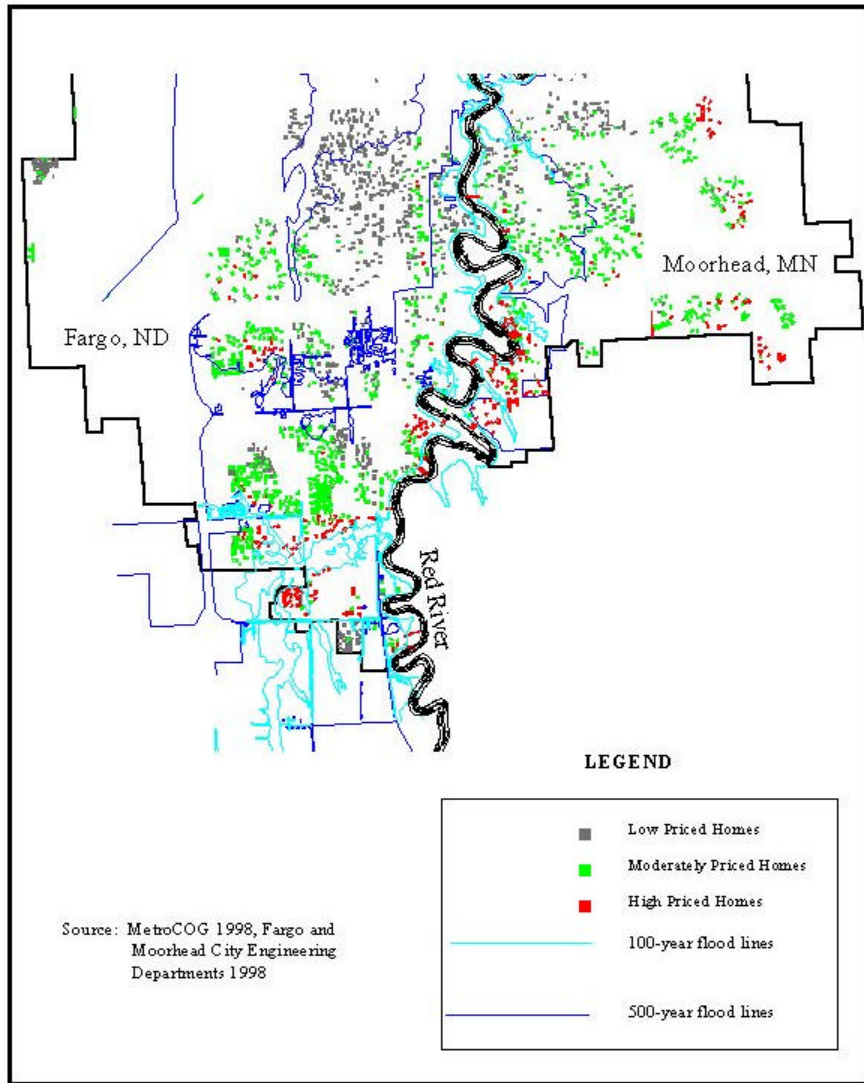 Moorhead, MN
Fargo, ND
Red River
LEGEND
Low Priced Homes
Moderately Priced Homes
High Priced Homes
100-year flood lines
500-year flood lines
Source: MetroCOG 1998, Fargo and
Moorhead City Engineering
Departments 1998